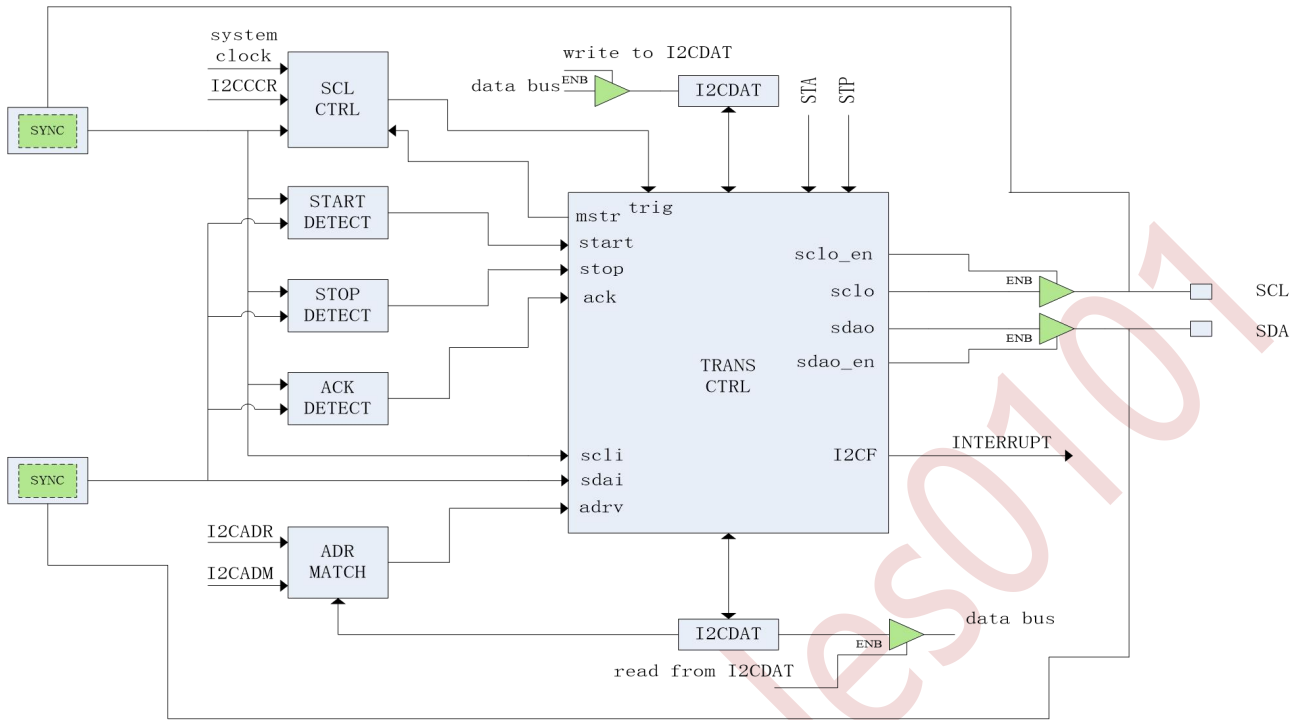 system
clock
I2CCCR
SCL
CTRL
write to I2CDAT
data bus
ENB
I2CDAT
STA
STP
SYNC
START
DETECT
STOP
DETECT
ACK
DETECT
mstr
trig
start
stop
ack
scli
sdai
adrv
TRANS
CTRL
sclo_en
sclo
sdao
sdao_en
I2CF
ENB
ENB
SCL
SDA
INTERRUPT
SYNC
I2CADR
I2CADM
ADR
MATCH
I2CDAT
ENB
data bus
read from I2CDAT
les0101